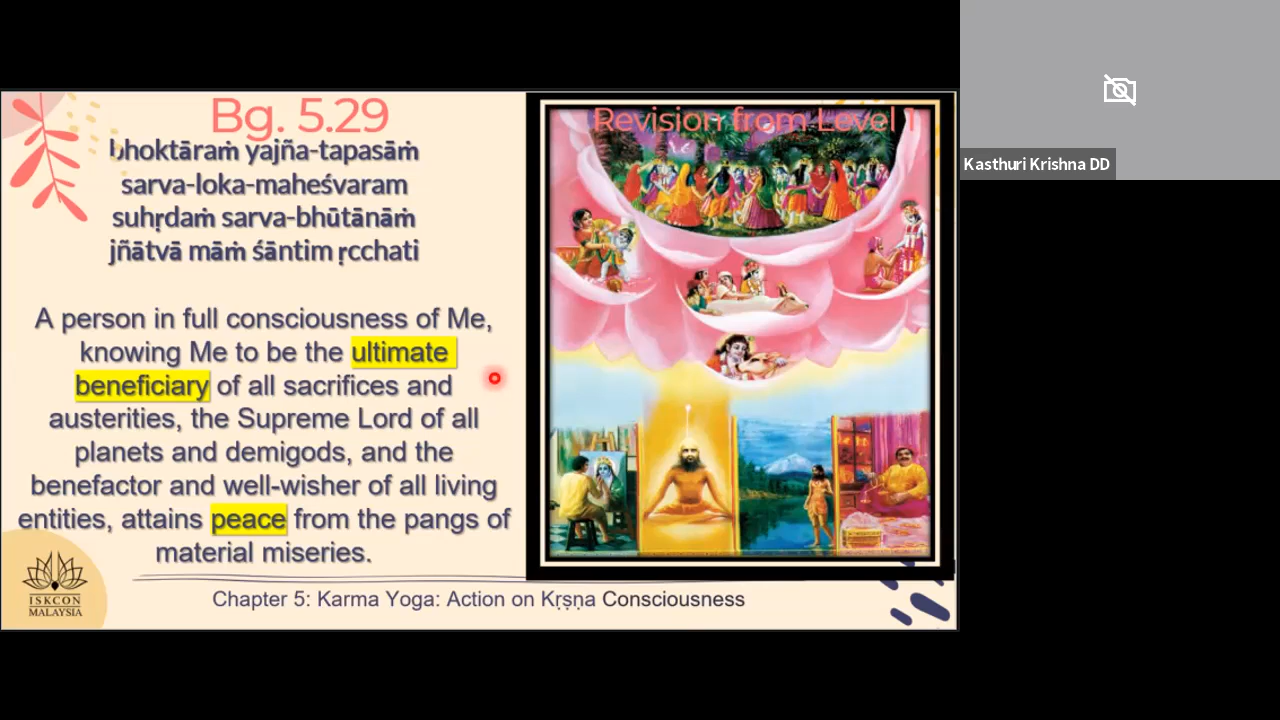 Bg. 5.29
bhoktāraṁ yajña-tapasāṁ
sarva-loka-maheśvaram
suhṛdaṁ sarva-bhūtānāṁ
jñātvā māṁ śāntim ṛcchati
A person in full consciousness of Me,
knowing Me to be the ultimate
beneficiary of all sacrifices and
austerities, the Supreme Lord of all
planets and demigods, and the
benefactor and well-wisher of all living
entities, attains peace from the pangs of
material miseries.
Chapter 5: Karma Yoga: Action on Kṛṣṇa Consciousness
ISKCON
MALAYSIA
Revision from Level 1
Kasthuri Krishna DD